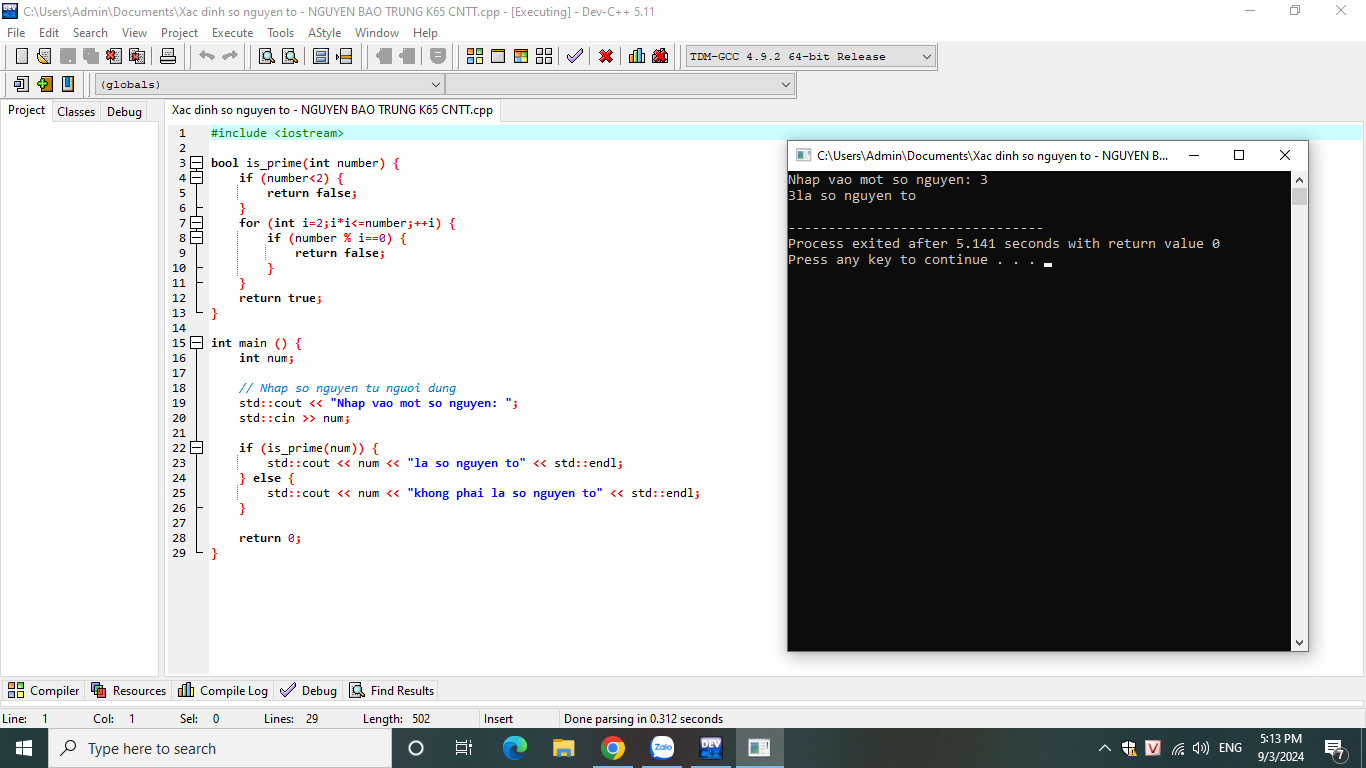 C:\Users\Admin\Documents\Xac dinh so nguyen to - NGUYEN BAO TRUNG K65 CNTT.cpp - [Executing] - Dev-C++ 5.11
File Edit Search View Project Execute Tools AStyle Window Help
TDM-GCC 4.9.2 64-bit Release
(globals)
Project Classes Debug
Xac dinh so nguyen to - NGUYEN BAO TRUNG K65 CNTT.cpp
1 #include <iostream>
2
3 bool is_prime(int number) {
4 if (number<2) {
5 return false;
6 }
7 for (int i=2;i*i<=number;++i) {
8 if (number % i==0) {
9 return false;
10 }
11 }
12 return true;
13 }
14
15 int main () {
16 int num;
17
18 // Nhap so nguyen tu nguoi dung
19 std::cout << "Nhap vao mot so nguyen: ";
20 std::cin >> num;
21
22 if (is_prime(num)) {
23 std::cout << num << "la so nguyen to" << std::endl;
24 } else {
25 std::cout << num << "khong phai la so nguyen to" << std::endl;
26 }
27
28 return 0;
29 }
C:\Users\Admin\Documents\Xac dinh so nguyen to - NGUYEN B...
Nhap vao mot so nguyen: 3
3la so nguyen to
--------------------------------
Process exited after 5.141 seconds with return value 0
Press any key to continue . . .
Compiler Resources Compile Log Debug Find Results
Line: 1 Col: 1 Sel: 0 Lines: 29 Length: 502 Insert Done parsing in 0.312 seconds
Type here to search
Zalo
DEV
V
ENG
5:13 PM
9/3/2024
7